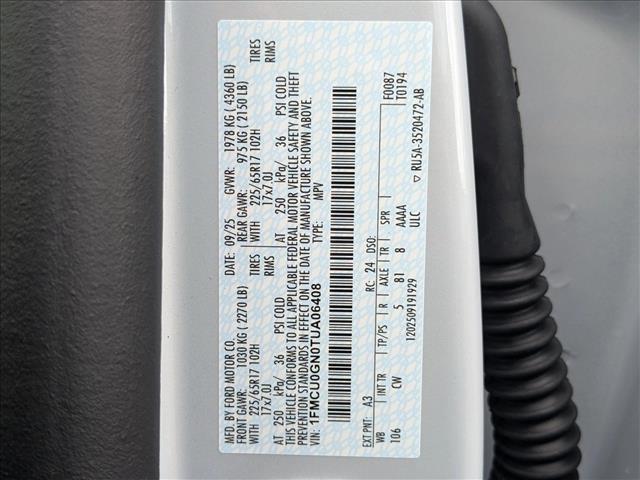 MFD. BY FORD MOTOR CO.
DATE: 09/25 GVWR: 1978 KG ( 4360 LB)
FRONT GAWR: 1030 KG ( 2270 LB) REAR GAWR: 975 KG ( 2150 LB)
WITH 225/65R17 102H TIRES WITH 225/65R17 102H TIRES
17x7.0J RIMS 17x7.0J RIMS
AT 250 kPa/ 36 PSI COLD AT 250 kPa/ 36 PSI COLD
THIS VEHICLE CONFORMS TO ALL APPLICABLE FEDERAL MOTOR VEHICLE SAFETY AND THEFT
PREVENTION STANDARDS IN EFFECT ON THE DATE OF MANUFACTURE SHOWN ABOVE.
VIN: 1FMCU0GN0TUA06408 TYPE: MPV
EXT PNT: A3 RC: 24 DSO: F0087
WB INT TR TP/PS R AXLE TR SPR T0194
106 CW 5 81 8 AAAA
ULC
1202509191929 ▽ RU5A-3520472-AB